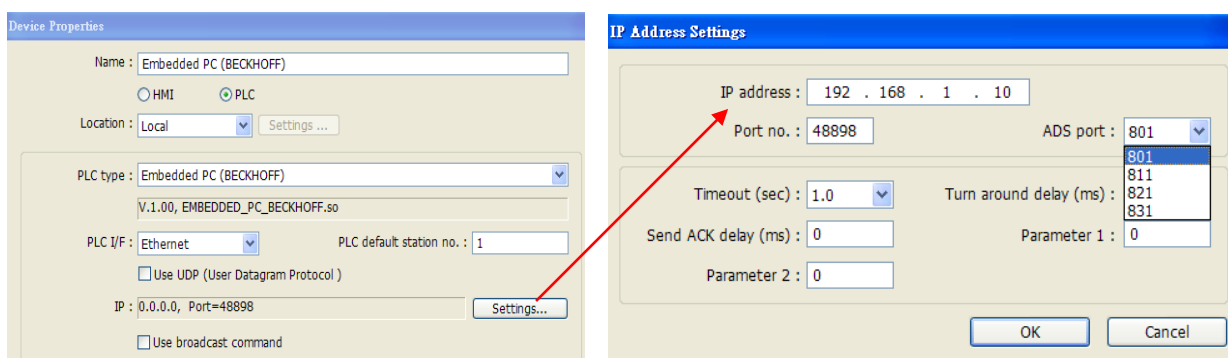 Device Properties
Name : Embedded PC (BECKHOFF)
HMI PLC
Location : Local Settings ...
PLC type : Embedded PC (BECKHOFF)
V.1.00, EMBEDDED_PC_BECKHOFF.so
PLC I/F : Ethernet PLC default station no. : 1
Use UDP (User Datagram Protocol )
IP : 0.0.0.0, Port=48898 Settings...
Use broadcast command
IP Address Settings
IP address : 192 . 168 . 1 . 10
Port no. : 48898 ADS port : 801
801
811
821
831
Timeout (sec) : 1.0 Turn around delay (ms) :
Send ACK delay (ms) : 0 Parameter 1 : 0
Parameter 2 : 0
OK Cancel